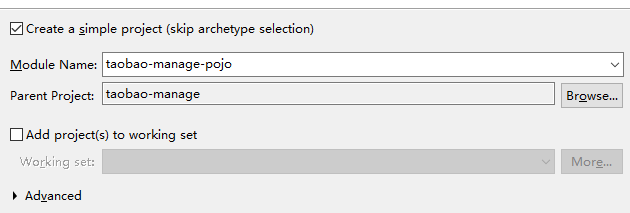 Create a simple project (skip archetype selection)
Module Name: taobao-manage-pojo
Parent Project: taobao-manage Browse...
Add project(s) to working set
Working set: More...
Advanced